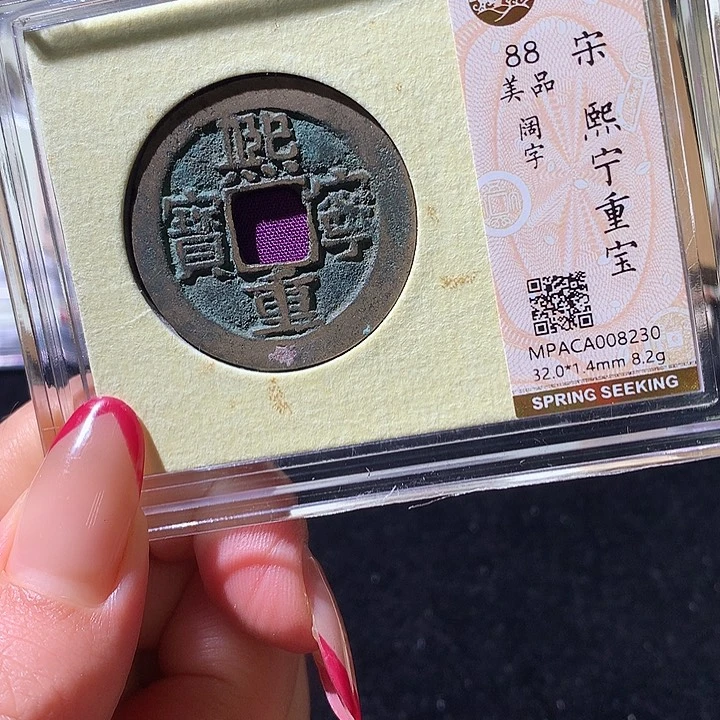 熙寧重寶
宋 熙宁重宝
88
美品
阔字
MPACA008230
32.0*1.4mm 8.2g
SPRING SEEKING